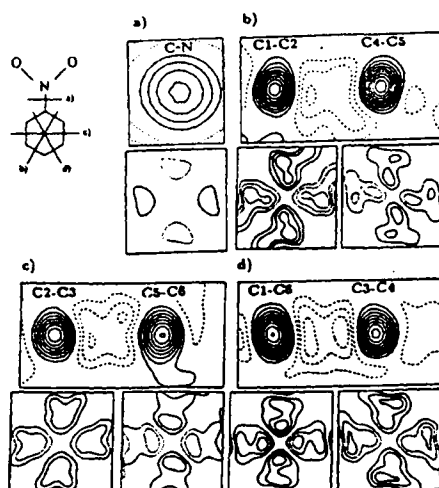 a)
b)
C-N
C1-C2
C4-C5
O
O
N
a)
c)
b)
d)
c)
d)
C2-C3
C5-C6
C1-C6
C3-C4